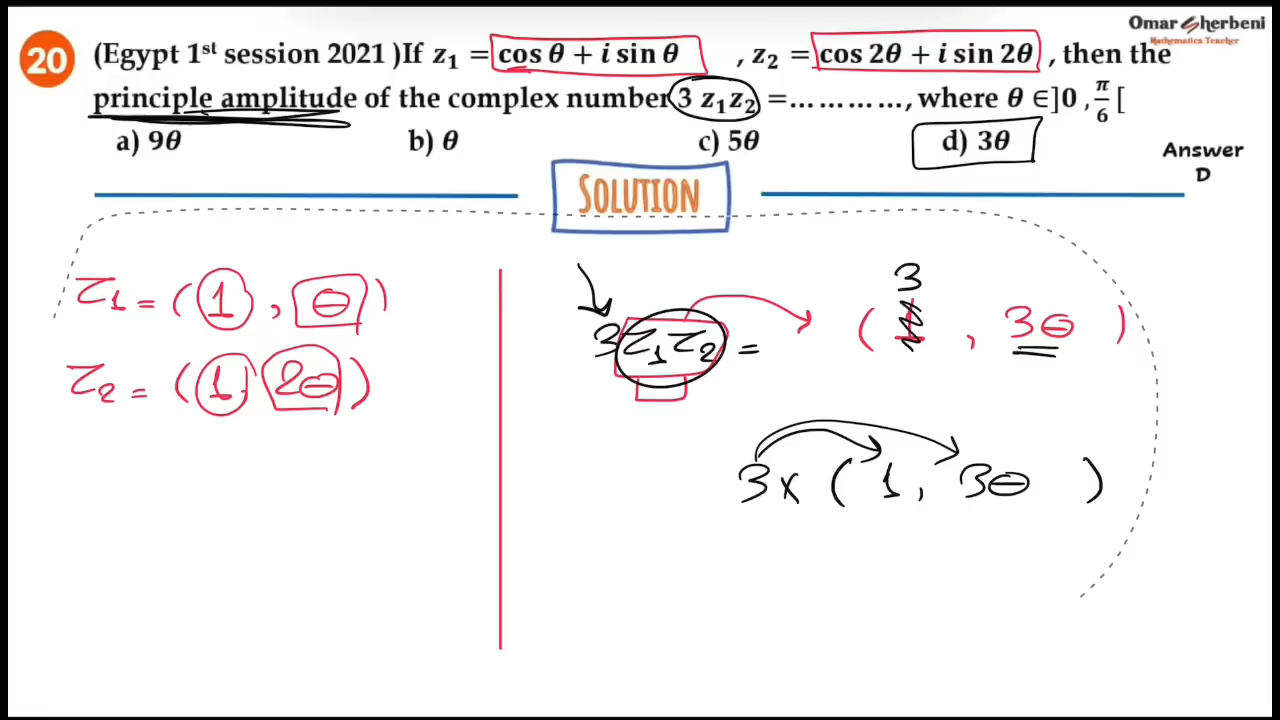 Omar Sherbeni
Mathematics Teacher
20 (Egypt 1st session 2021 )If z₁ = cos θ + i sin θ , z₂ = cos 2θ + i sin 2θ , then the
principle amplitude of the complex number 3 z₁z₂ = ............, where θ ∈]0 , π/6 [
a) 9θ b) θ c) 5θ d) 3θ
Answer
D
SOLUTION
Z₁ = (1 , θ)
Z₂ = (1, 2θ)
3
3Z₁Z₂ = (1 , 3θ)
3x (1, 3θ)